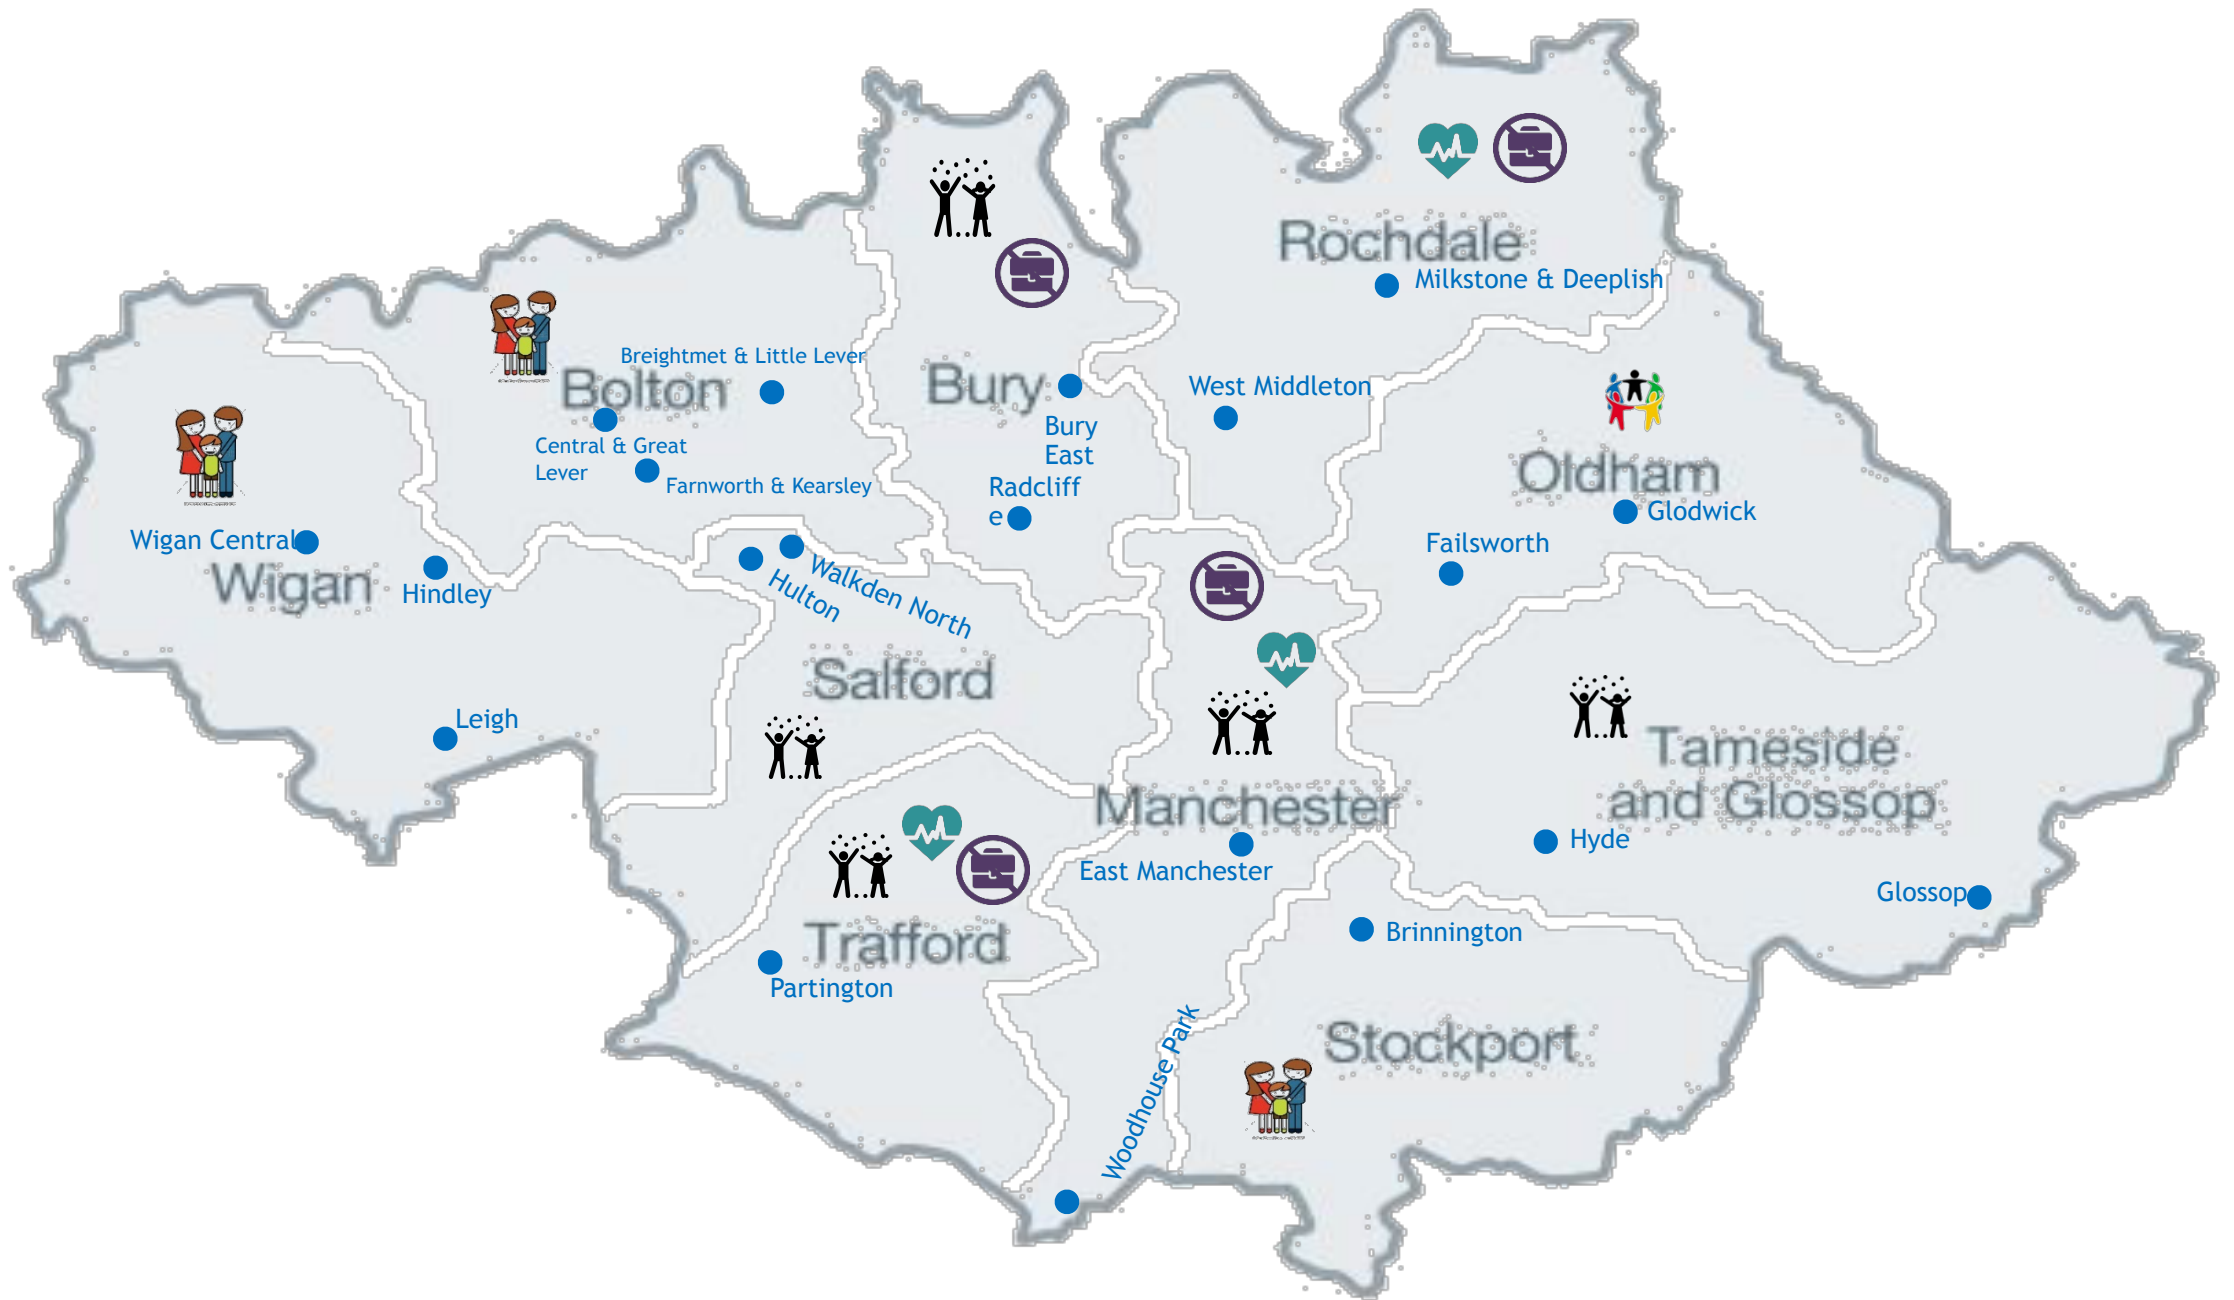 Rochdale
Milkstone & Deeplish
Breightmet & Little Lever
Bolton
Bury
West Middleton
Central & Great
Lever
Farnworth & Kearsley
Bury
East
Radcliff
e
Oldham
Glodwick
Failsworth
Wigan Central
Wigan
Hindley
Walkden North
Hulton
Salford
Leigh
Tameside
and Glossop
Manchester
East Manchester
Hyde
Glossop
Trafford
Partington
Brinnington
Woodhouse Park
Stockport